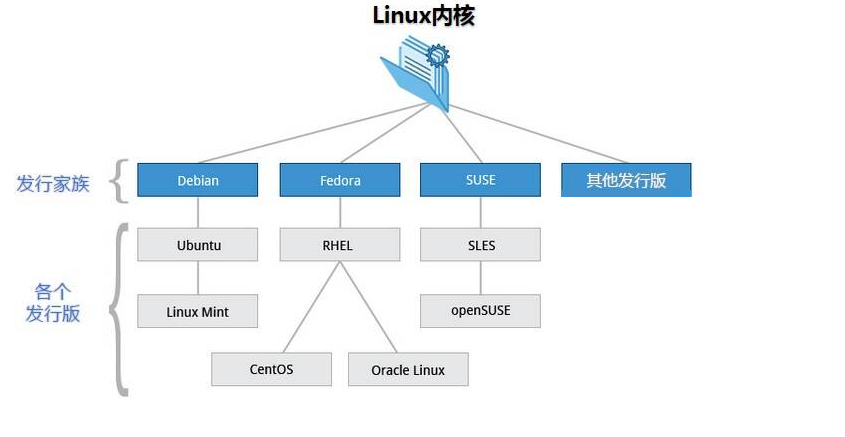 Linux内核
发行家族
Debian
Fedora
SUSE
其他发行版
各个
发行版
Ubuntu
RHEL
SLES
Linux Mint
openSUSE
CentOS
Oracle Linux